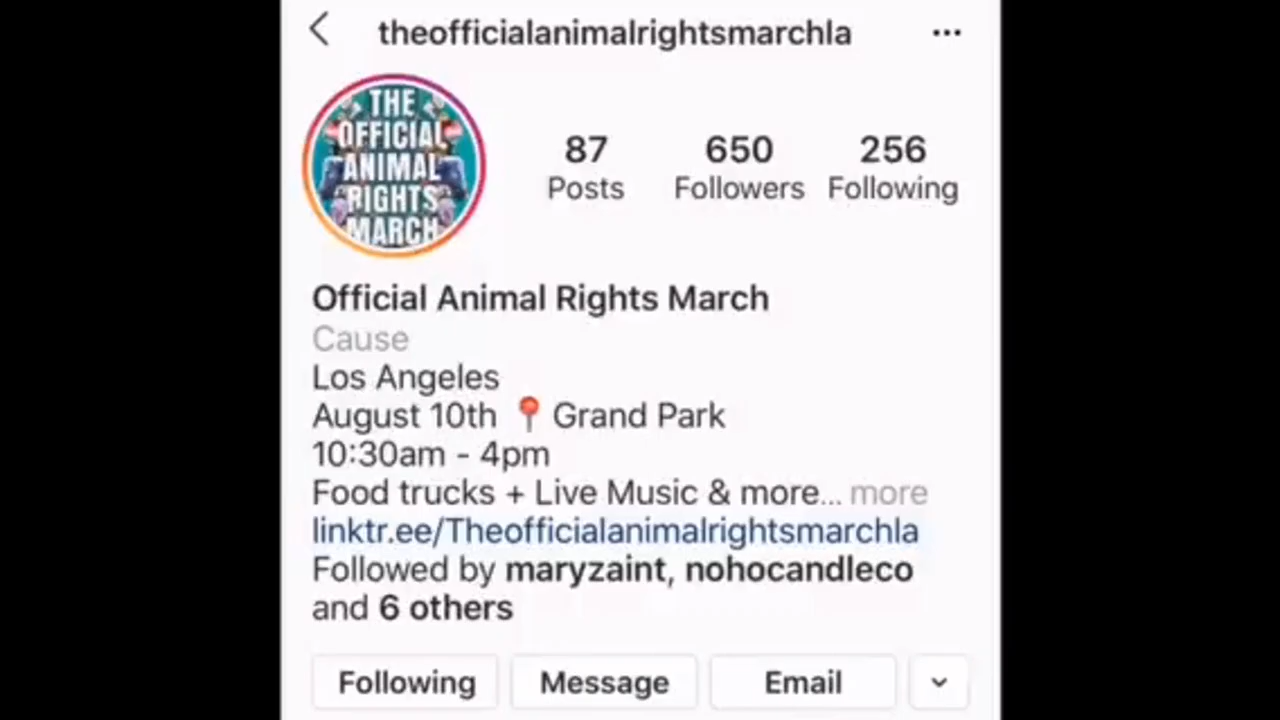 theofficialanimalrightsmarchla
THE
OFFICIAL
ANIMAL
RIGHTS
MARCH
87 650 256
Posts Followers Following
Official Animal Rights March
Cause
Los Angeles
August 10th 📍 Grand Park
10:30am - 4pm
Food trucks + Live Music & more... more
linktr.ee/Theofficialanimalrightsmarchla
Followed by maryzaint, nohocandleco
and 6 others
Following Message Email